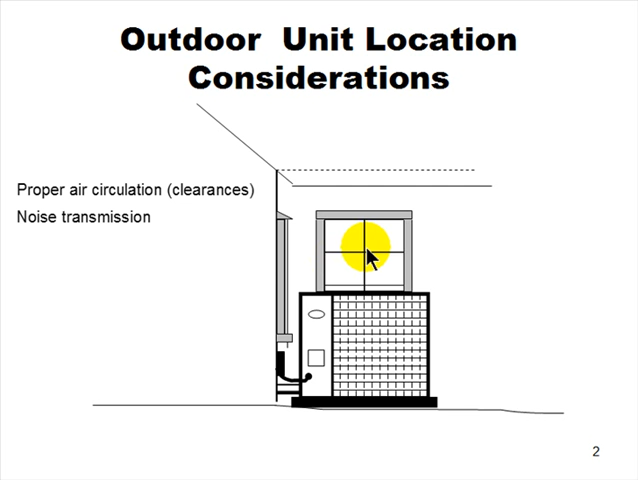 Outdoor Unit Location
Considerations
Proper air circulation (clearances)
Noise transmission
2